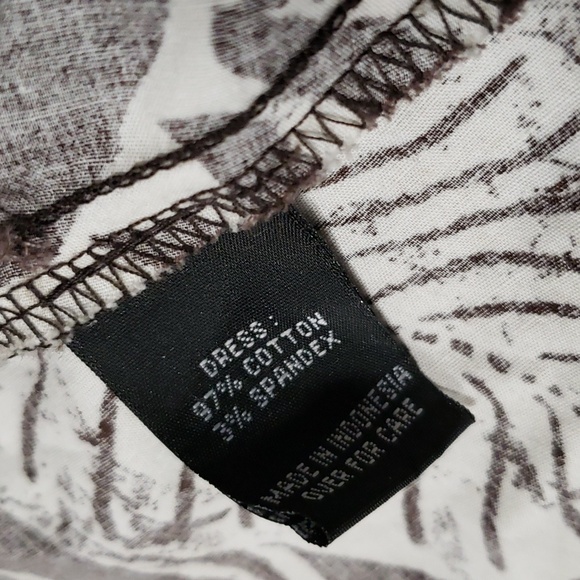 DRESS:
97% COTTON
3% SPANDEX
MADE IN INDONESIA
OVER FOR CARE